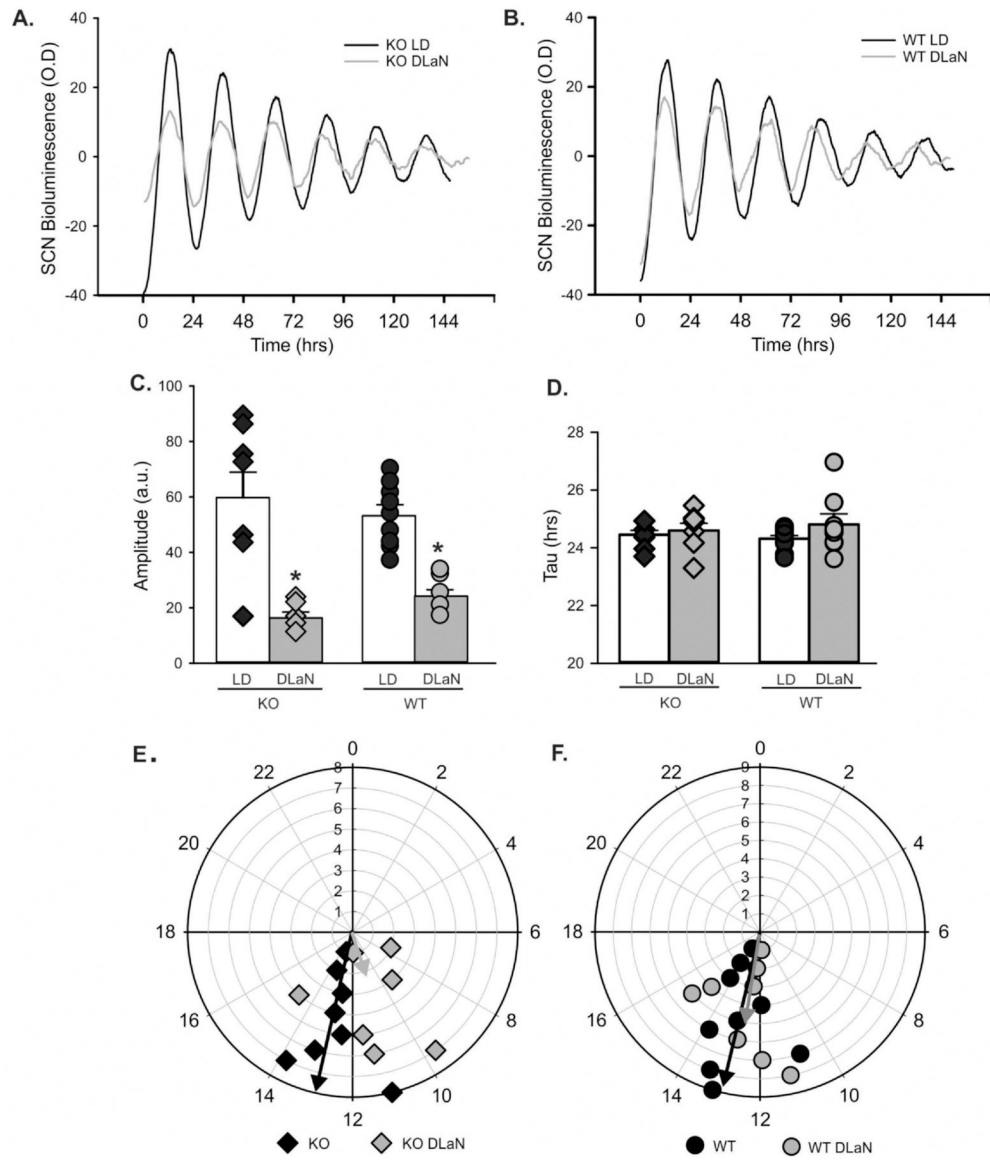 A.
SCN Bioluminescence (O.D)
40
20
0
-20
-40
KO LD
KO DLaN
0 24 48 72 96 120 144
Time (hrs)
B.
SCN Bioluminescence (O.D)
40
20
0
-20
-40
WT LD
WT DLaN
0 24 48 72 96 120 144
Time (hrs)
C.
Amplitude (a.u.)
100
80
60
40
20
0
*
*
LD DLaN LD DLaN
KO WT
D.
Tau (hrs)
28
26
24
22
20
LD DLaN LD DLaN
KO WT
E.
0
2
4
6
8
10
12
14
16
18
20
22
8
7
6
5
4
3
2
1
KO KO DLaN
F.
0
2
4
6
8
10
12
14
16
18
20
22
9
8
7
6
5
4
3
2
1
WT WT DLaN